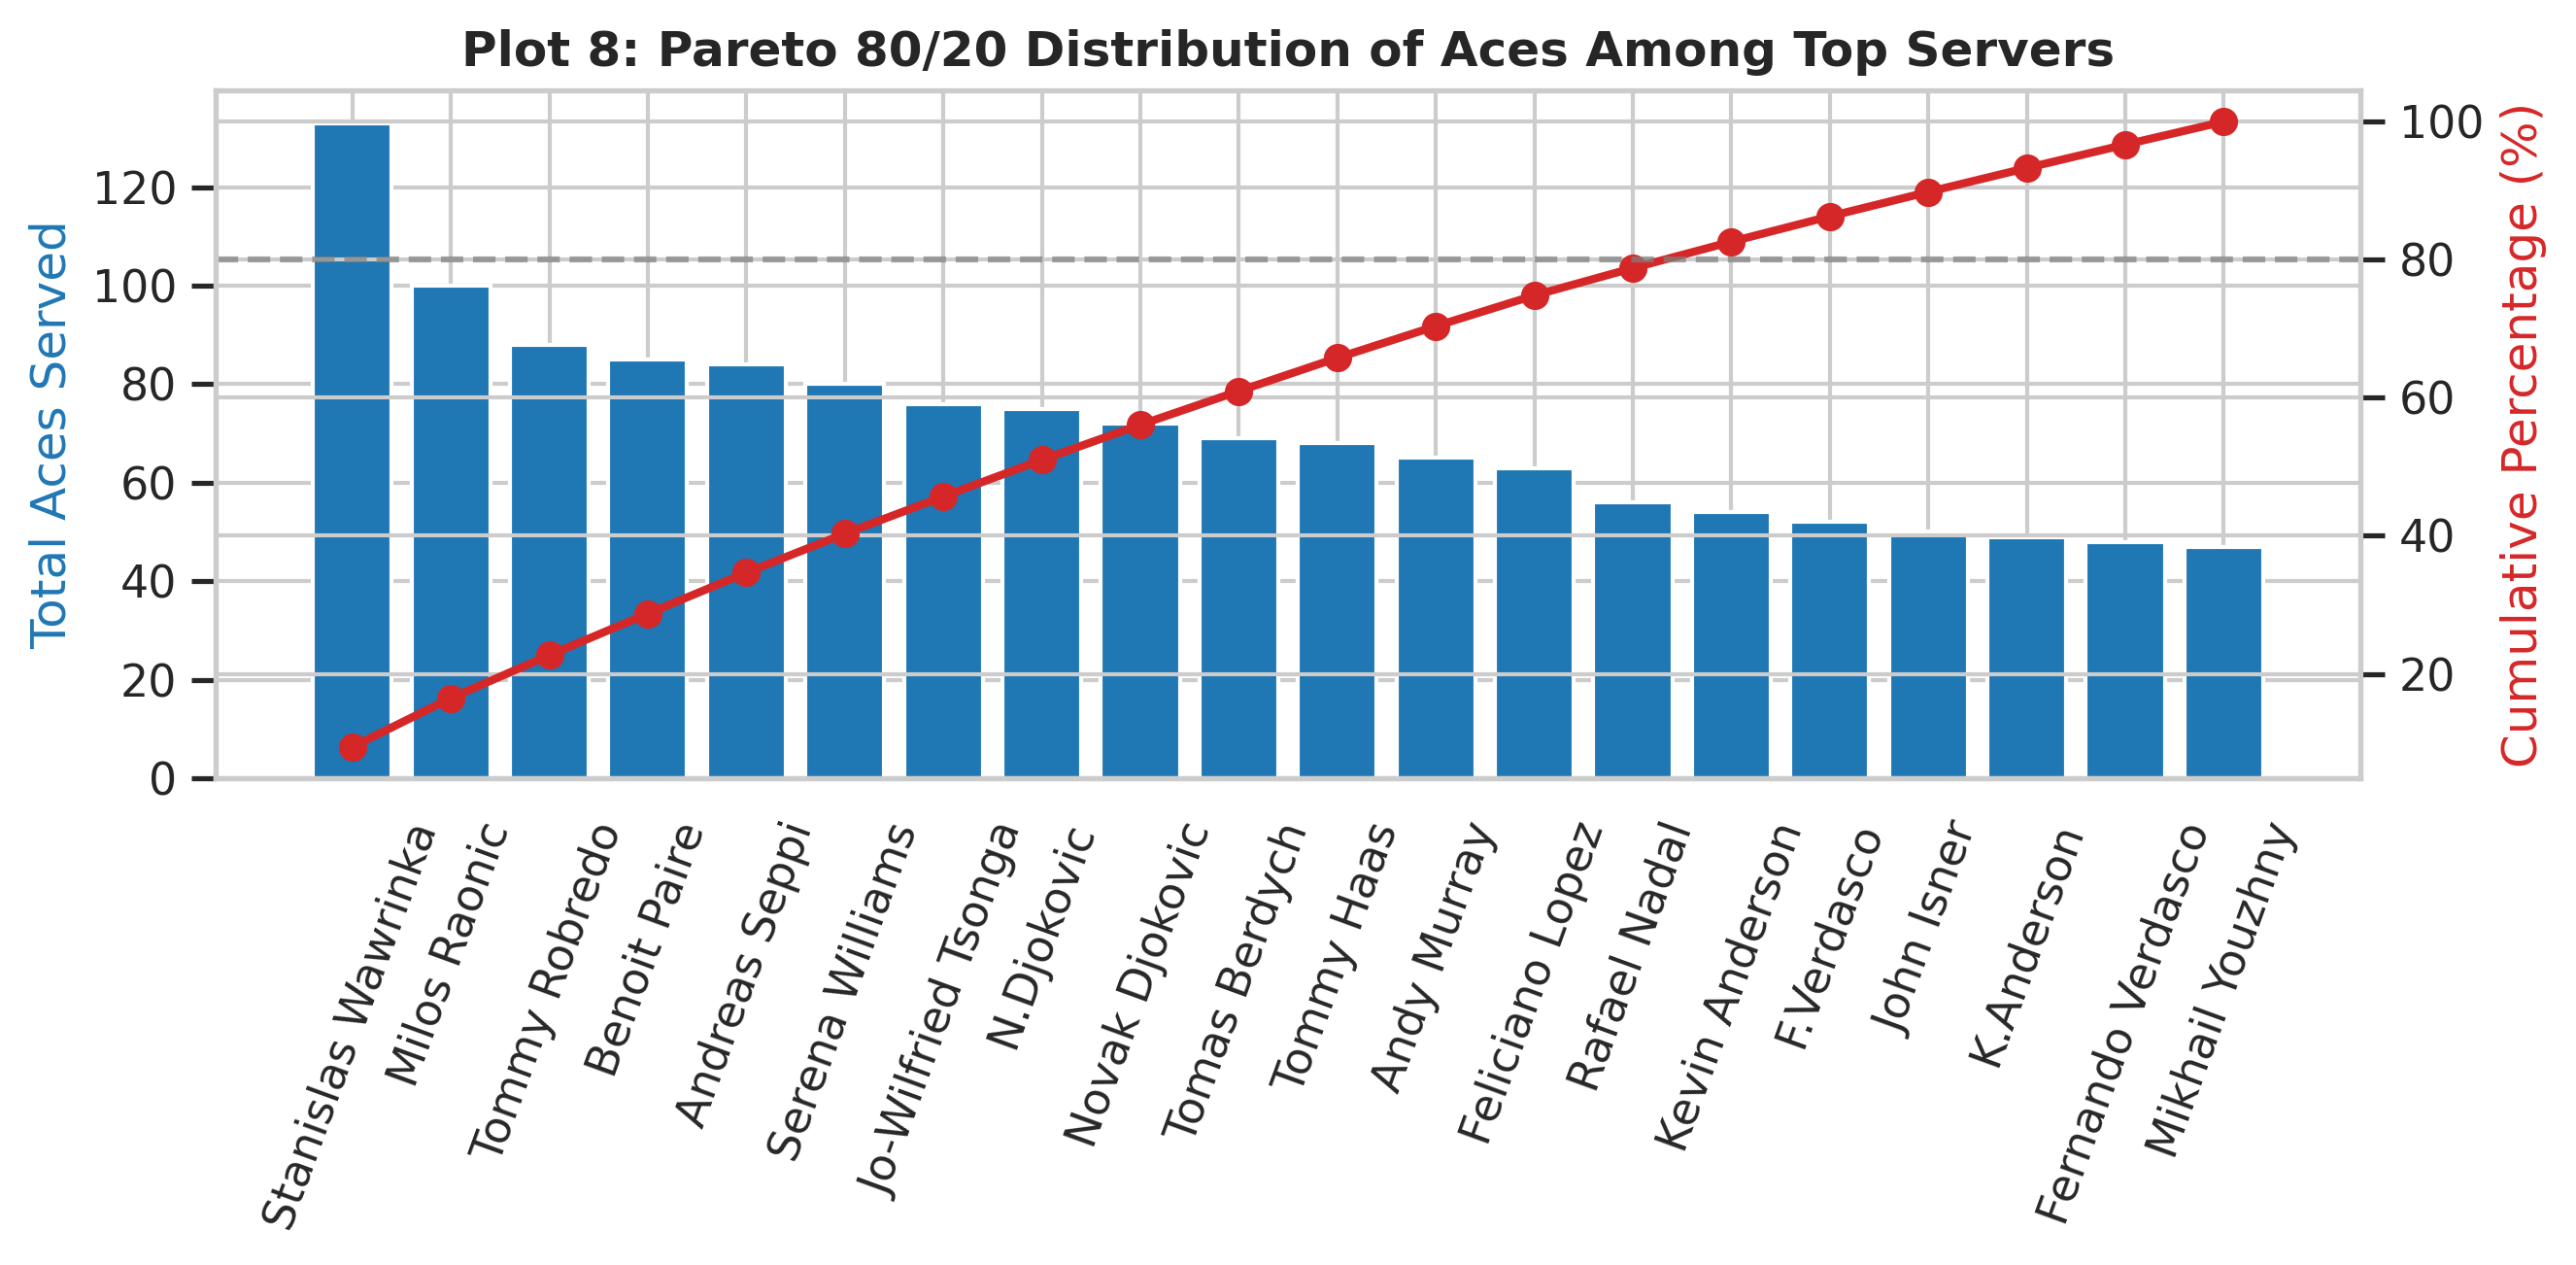 Plot 8: Pareto 80/20 Distribution of Aces Among Top Servers
Total Aces Served
120
100
80
60
40
20
0
100
80
60
40
20
Cumulative Percentage (%)
Stanislas Wawrinka
Milos Raonic
Tommy Robredo
Benoit Paire
Andreas Seppi
Serena Williams
Jo-Wilfried Tsonga
N.Djokovic
Novak Djokovic
Tomas Berdych
Tommy Haas
Andy Murray
Feliciano Lopez
Rafael Nadal
Kevin Anderson
F.Verdasco
John Isner
K.Anderson
Fernando Verdasco
Mikhail Youzhny